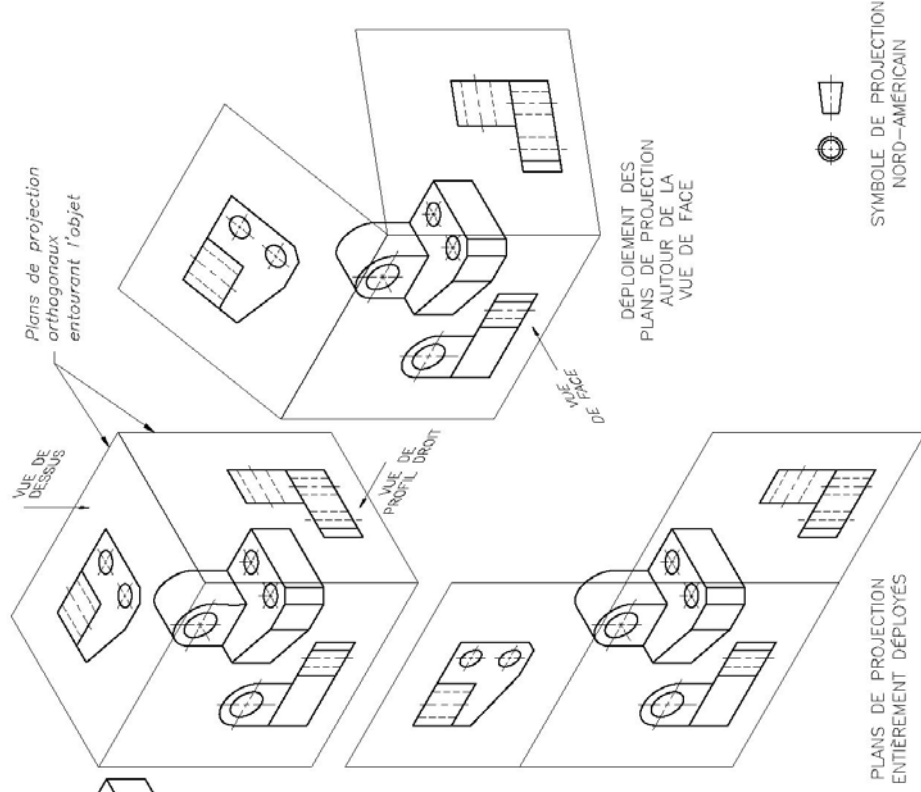 Plans de projection
orthogonaux
entourant l'objet
VUE DE
DESSUS
VUE DE
PROFIL DROIT
DÉPLOIEMENT DES
PLANS DE PROJECTION
AUTOUR DE LA
VUE DE FACE
VUE
DE FACE
PLANS DE PROJECTION
ENTIÈREMENT DÉPLOYÉS
SYMBOLE DE PROJECTION
NORD-AMÉRICAIN